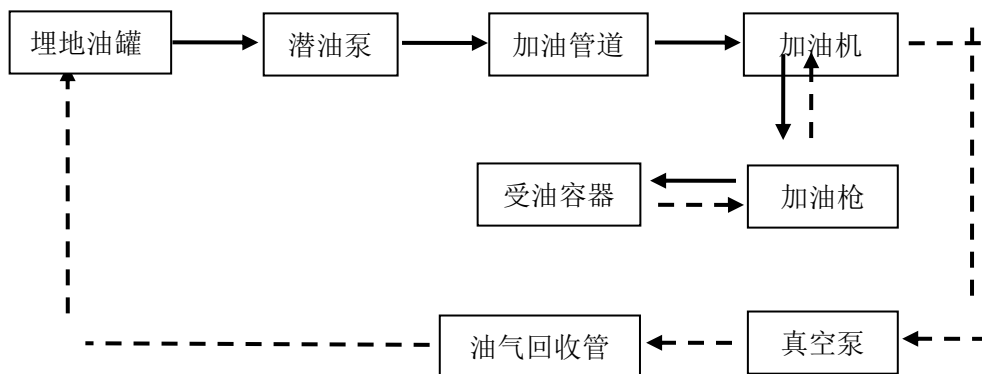 埋地油罐
潜油泵
加油管道
加油机
受油容器
加油枪
油气回收管
真空泵